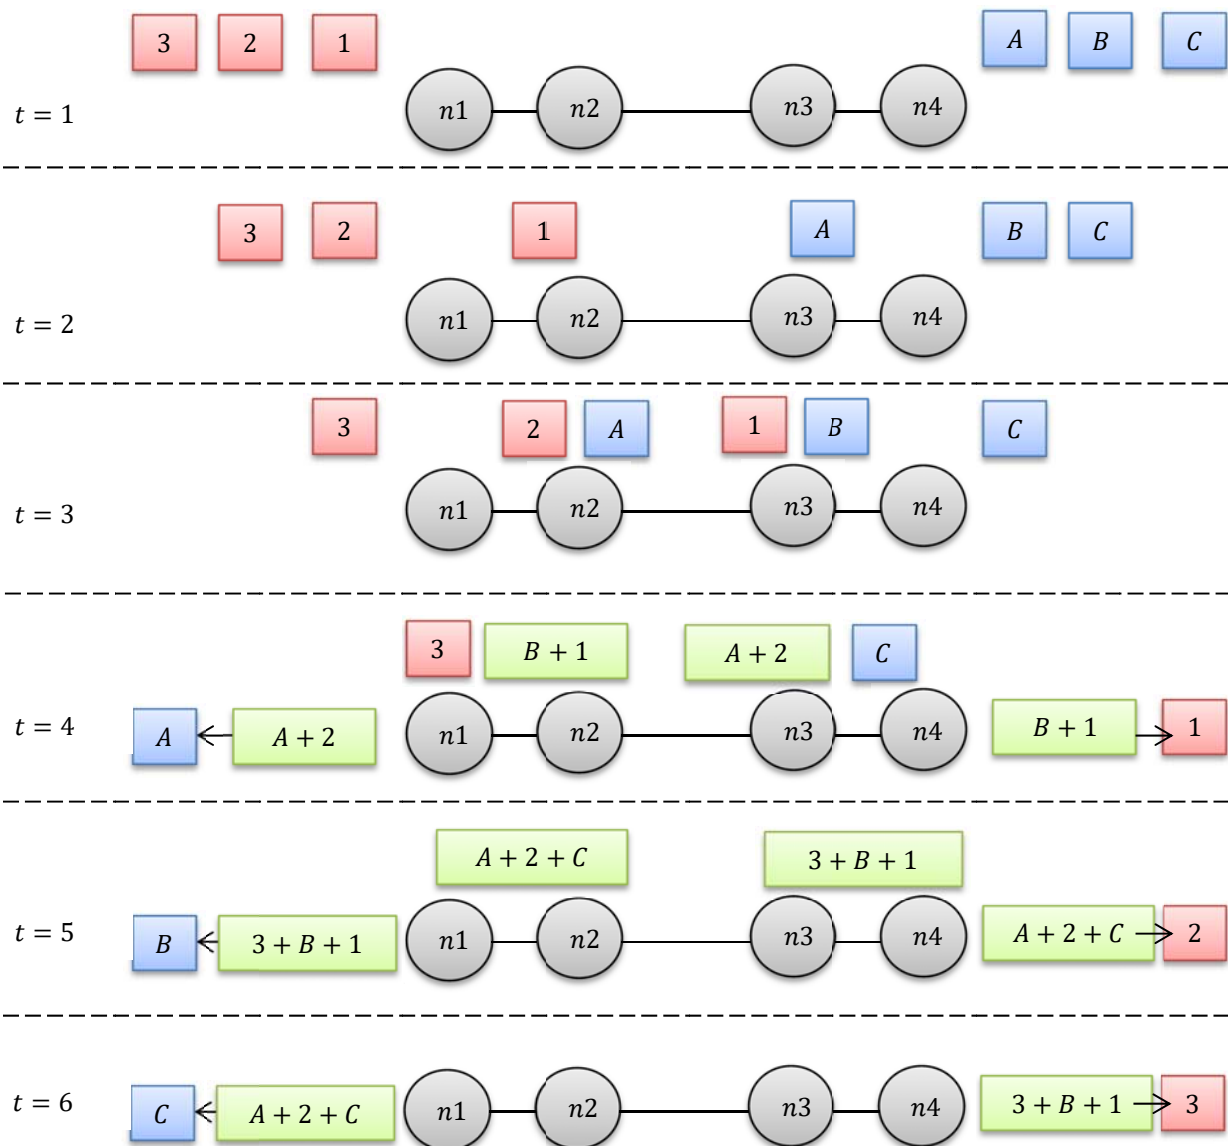 3 2 1 A B C
t = 1 n1 n2 n3 n4
3 2 1 A B C
t = 2 n1 n2 n3 n4
3 2 A 1 B C
t = 3 n1 n2 n3 n4
3 B + 1 A + 2 C
t = 4 A A + 2 n1 n2 n3 n4 B + 1 1
A + 2 + C 3 + B + 1
t = 5 B 3 + B + 1 n1 n2 n3 n4 A + 2 + C 2
t = 6 C A + 2 + C n1 n2 n3 n4 3 + B + 1 3